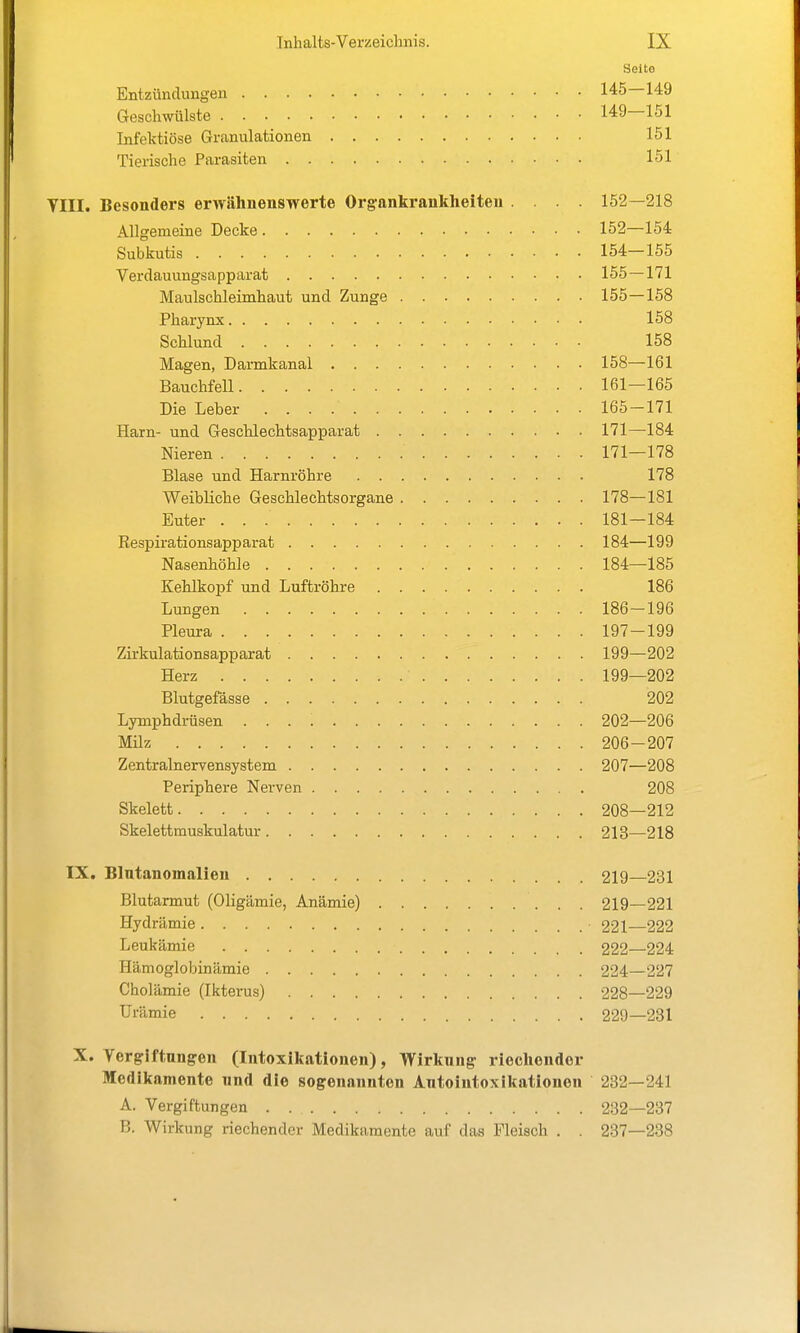 Inhalts-Verzeichnis. IX
Seite
Entzündungen . . . . . . . . . . . . . . . . 145—149
Geschwülste . . . . . . . . . . . . . . . . 149—151
Infektiöse Granulationen . . . . . . . . . . . . 151
Tierische Parasiten . . . . . . . . . . . . . . 151
VIII. Besonders erwähnenswerte Organkrankheiten . . . . 152—218
Allgemeine Decke . . . . . . . . . . . . . . 152—154
Subkutis . . . . . . . . . . . . . . . . . 154—155
Verdauungsapparat . . . . . . . . . . . . . 155—171
Maulschleimhaut und Zunge . . . . . . . . . 155—158
Pharynx . . . . . . . . . . . . . . . . 158
Schlund . . . . . . . . . . . . . . . . 158
Magen, Darmkanal . . . . . . . . . . . . 158—161
Bauchfell . . . . . . . . . . . . . . . . 161—165
Die Leber . . . . . . . . . . . . . . . 165—171
Harn- und Geschlechtsapparat . . . . . . . . . . 171—184
Nieren . . . . . . . . . . . . . . . . . 171—178
Blase und Harnröhre . . . . . . . . . . . 178
Weibliche Geschlechtsorgane . . . . . . . . . 178—181
Euter . . . . . . . . . . . . . . . . . 181—184
Respirationsapparat . . . . . . . . . . . . . 184—199
Nasenhöhle . . . . . . . . . . . . . . . 184—185
Kehlkopf und Luftröhre . . . . . . . . . . 186
Lungen . . . . . . . . . . . . . . . . 186—196
Pleura . . . . . . . . . . . . . . . . . 197—199
Zirkulationsapparat . . . . . . . . . . . . . 199—202
Herz . . . . . . . . . . . . . . . . . 199—202
Blutgefässe . . . . . . . . . . . . . . . 202
Lymphdrüsen . . . . . . . . . . . . . . . 202—206
Milz . . . . . . . . . . . . . . . . . . 206—207
Zentralnervensystem . . . . . . . . . . . . . 207—208
Periphere Nerven . . . . . . . . . . . . . 208
Skelett . . . . . . . . . . . . . . . . . . 208—212
Skelettmuskulatur . . . . . . . . . . . . . . 213—218
IX. Blutanomalien . . . . . . . . . . . . . . . . 219—231
Blutarmut (Oligämie, Anämie) . . . . . . . . . . 219—221
Hydrämie . . . . . . . . . . . . . . . . . 221—222
Leukämie . . . . . . . . . . . . . . . . 222—224
Hämoglobinämie . . . . . . . . . . . . . . 224—227
Cholämie (Ikterus) . . . . . . . . . . . . . 228—229
Urämie . . . . . . . . . . . . . . . . . 229—231
X. Vergiftungen (Intoxikationen), Wirkung riechender
Medikamente und die sogenannten Autointoxikationen 232—241
A. Vergiftungen . . . . . . . . . . . . . . . 232—237
B. Wirkung riechender Medikamente auf das Fleisch . . 237—238